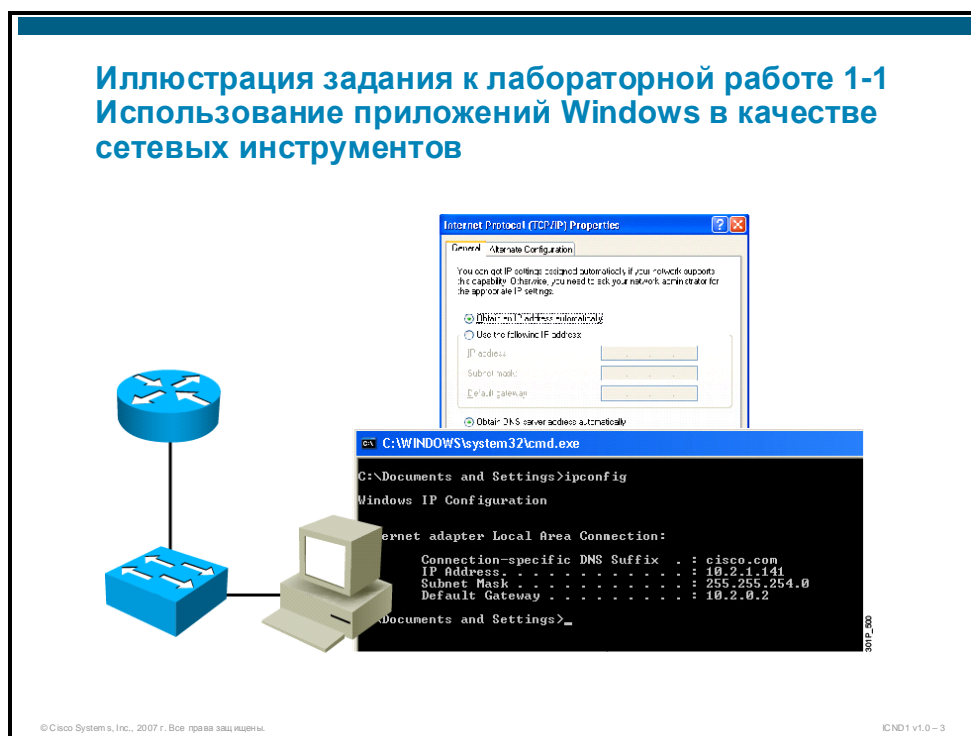 Иллюстрация задания к лабораторной работе 1-1
Использование приложений Windows в качестве
сетевых инструментов
Internet Protocol (TCP/IP) Properties
General Alternate Configuration
You can get IP settings assigned automatically if your network supports
this capability. Otherwise, you need to ask your network administrator for
the appropriate IP settings.
Obtain an IP address automatically
Use the following IP address:
IP address:
Subnet mask:
Default gateway:
Obtain DNS server address automatically
C:\WINDOWS\system32\cmd.exe
C:\Documents and Settings>ipconfig
Windows IP Configuration
ernet adapter Local Area Connection:
Connection-specific DNS Suffix . : cisco.com
IP Address. . . . . . . . . . . . : 10.2.1.141
Subnet Mask . . . . . . . . . . . : 255.255.254.0
Default Gateway . . . . . . . . . : 10.2.0.2
\Documents and Settings>_
301P_500
© Cisco Systems, Inc., 2007 г. Все права защищены.
ICND1 v1.0 – 3